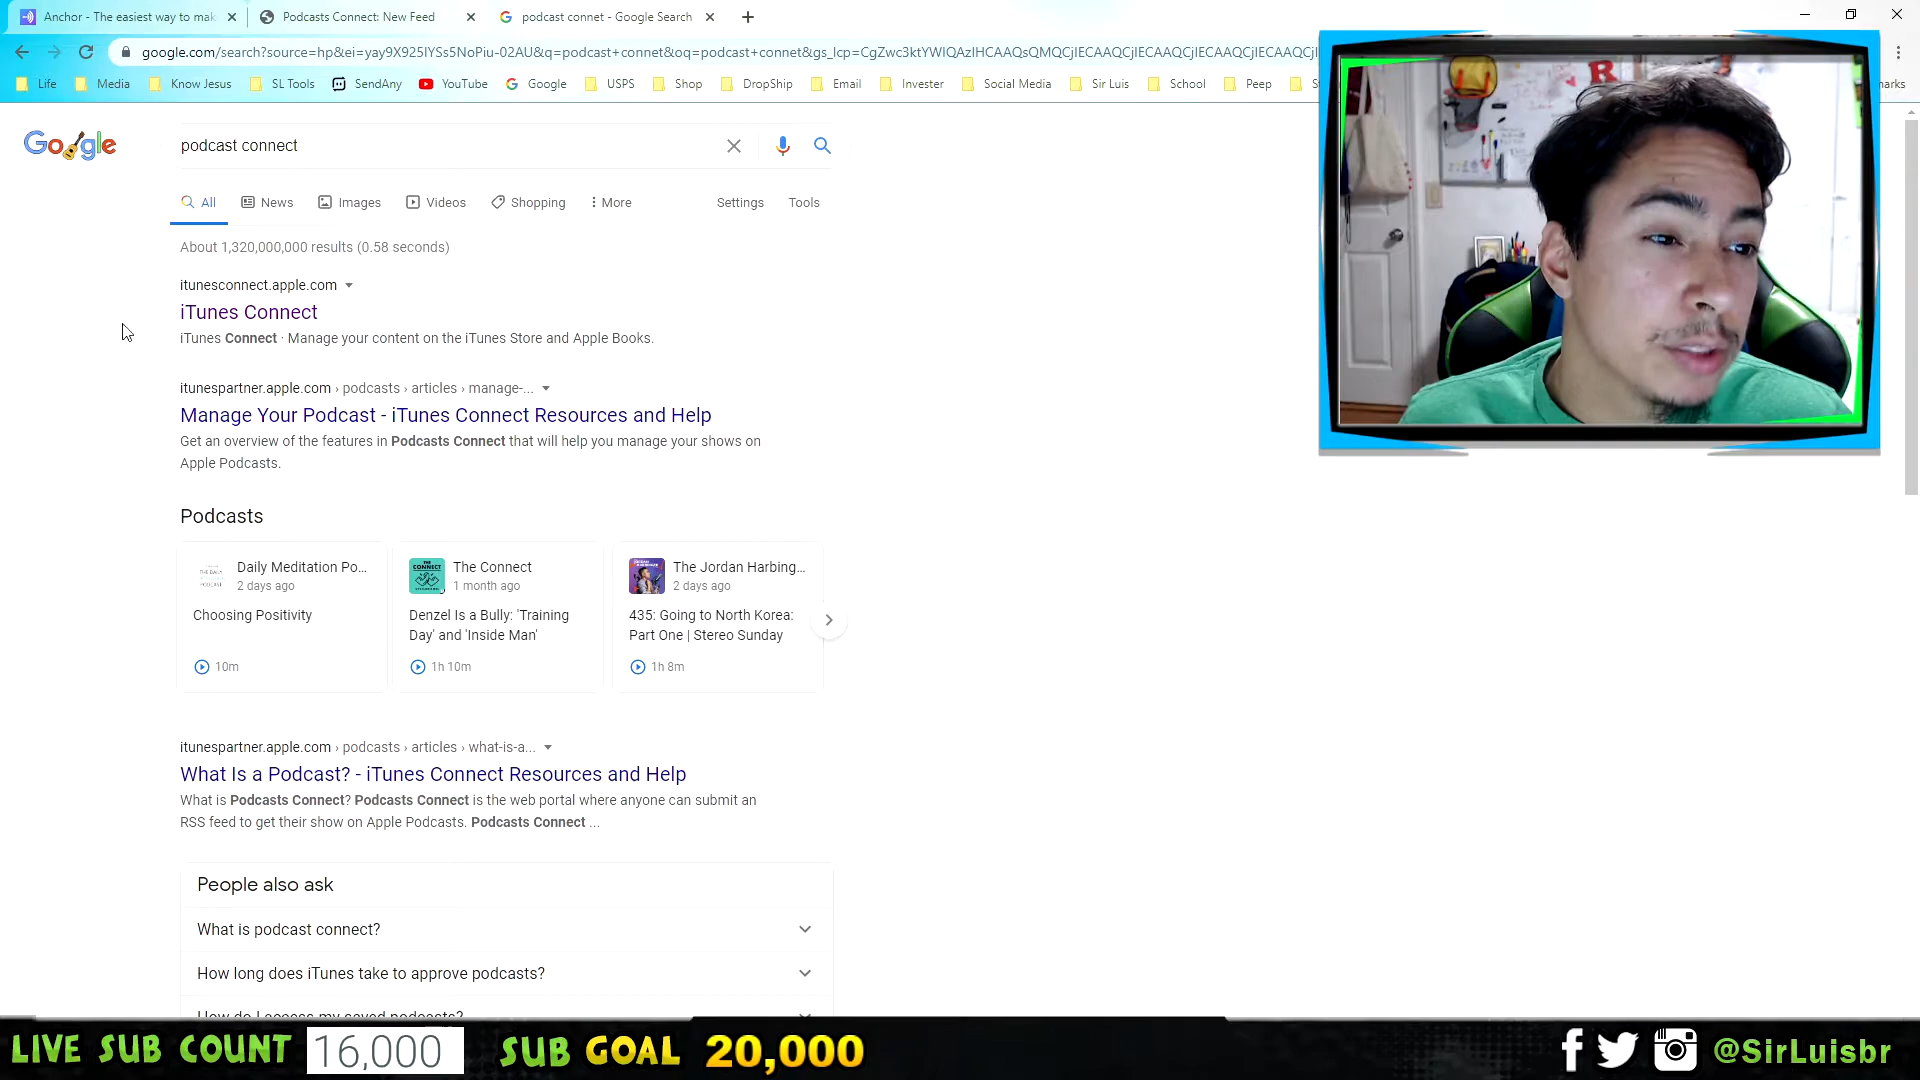 Anchor - The easiest way to mak
Podcasts Connect: New Feed
podcast connet - Google Search
google.com/search?source=hp&ei=yay9X925IYSs5NoPiu-02AU&q=podcast+connet&oq=podcast+connet&gs_lcp=CgZwc3ktYWIQAzIHCAAQsQMQCjIECAAQCjIECAAQCjIECAAQCjIECAAQCjI
Life
Media
Know Jesus
SL Tools
SendAny
YouTube
Google
USPS
Shop
DropShip
Email
Invester
Social Media
Sir Luis
School
Peep
Google
podcast connect
All
News
Images
Videos
Shopping
More
Settings
Tools
About 1,320,000,000 results (0.58 seconds)
itunesconnect.apple.com
iTunes Connect
iTunes Connect · Manage your content on the iTunes Store and Apple Books.
itunespartner.apple.com › podcasts › articles › manage-...
Manage Your Podcast - iTunes Connect Resources and Help
Get an overview of the features in Podcasts Connect that will help you manage your shows on
Apple Podcasts.
Podcasts
Daily Meditation Po...
2 days ago
Choosing Positivity
10m
The Connect
1 month ago
Denzel Is a Bully: 'Training
Day' and 'Inside Man'
1h 10m
The Jordan Harbing...
2 days ago
435: Going to North Korea:
Part One | Stereo Sunday
1h 8m
itunespartner.apple.com › podcasts › articles › what-is-a...
What Is a Podcast? - iTunes Connect Resources and Help
What is Podcasts Connect? Podcasts Connect is the web portal where anyone can submit an
RSS feed to get their show on Apple Podcasts. Podcasts Connect ...
People also ask
What is podcast connect?
How long does iTunes take to approve podcasts?
How do I access my saved podcasts?
LIVE SUB COUNT 16,000 SUB GOAL 20,000
@SirLuisbr